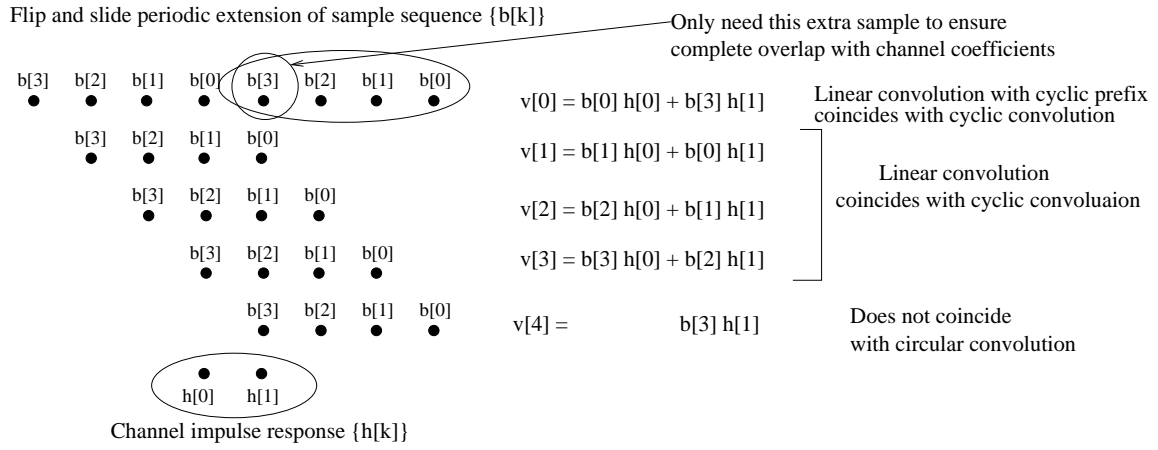 Flip and slide periodic extension of sample sequence {b[k]}
Only need this extra sample to ensure
complete overlap with channel coefficients
b[3] b[2] b[1] b[0] b[3] b[2] b[1] b[0]
v[0] = b[0] h[0] + b[3] h[1]
Linear convolution with cyclic prefix
coincides with cyclic convolution
b[3] b[2] b[1] b[0]
v[1] = b[1] h[0] + b[0] h[1]
Linear convolution
coincides with cyclic convoluaion
b[3] b[2] b[1] b[0]
v[2] = b[2] h[0] + b[1] h[1]
b[3] b[2] b[1] b[0]
v[3] = b[3] h[0] + b[2] h[1]
b[3] b[2] b[1] b[0]
v[4] = b[3] h[1]
Does not coincide
with circular convolution
h[0] h[1]
Channel impulse response {h[k]}